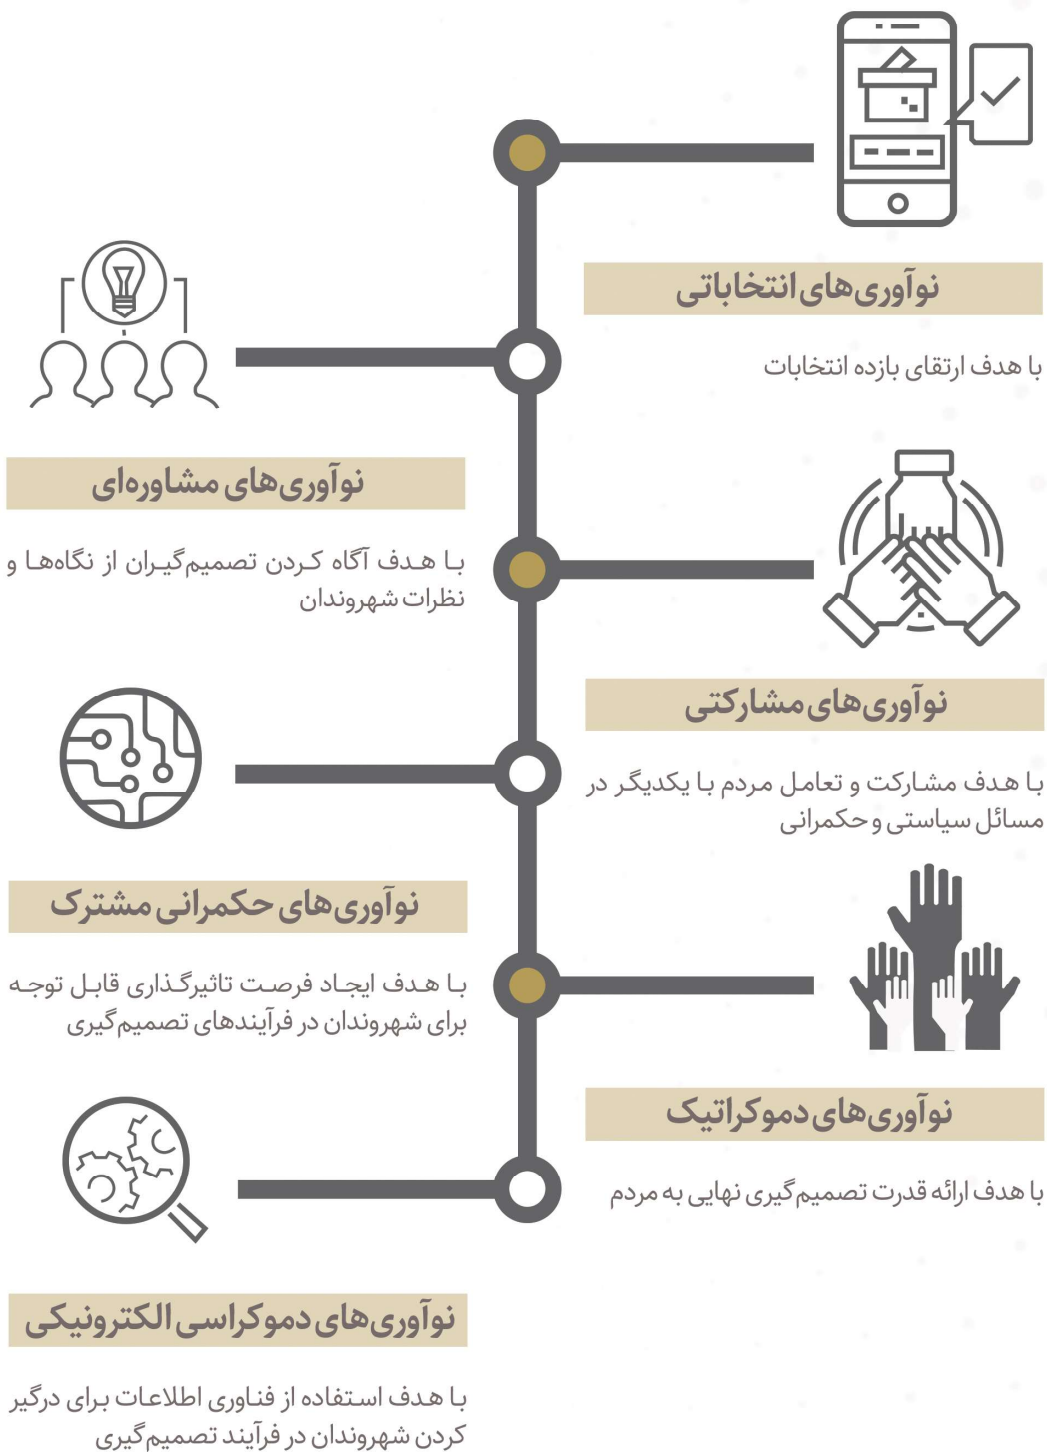 نوآوری‌های انتخاباتی
با هدف ارتقای بازده انتخابات
نوآوری‌های مشاوره‌ای
با هدف آگاه کردن تصمیم‌گیران از نگاه‌ها و
نظرات شهروندان
نوآوری‌های مشارکتی
با هدف مشارکت و تعامل مردم با یکدیگر در
مسائل سیاستی و حکمرانی
نوآوری‌های حکمرانی مشترک
با هدف ایجاد فرصت تاثیرگذاری قابل توجه
برای شهروندان در فرآیندهای تصمیم‌گیری
نوآوری‌های دموکراتیک
با هدف ارائه قدرت تصمیم‌گیری نهایی به مردم
نوآوری‌های دموکراسی الکترونیکی
با هدف استفاده از فناوری اطلاعات برای درگیر
کردن شهروندان در فرآیند تصمیم‌گیری